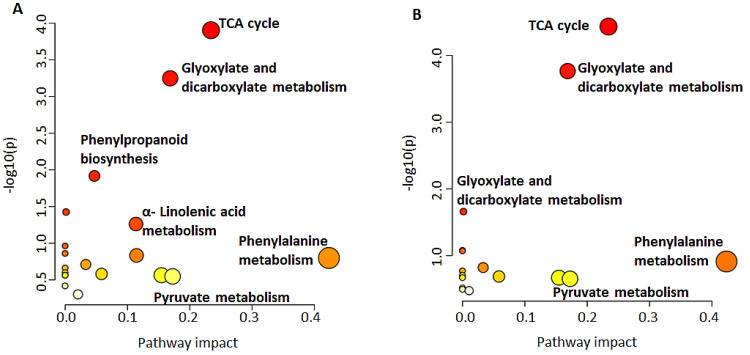 A
TCA cycle
Glyoxylate and
dicarboxylate metabolism
Phenylpropanoid
biosynthesis
α- Linolenic acid
metabolism
Phenylalanine
metabolism
Pyruvate metabolism
-log10(p)
4.0
3.5
3.0
2.5
2.0
1.5
1.0
0.5
0.0 0.1 0.2 0.3 0.4
Pathway impact
B
TCA cycle
Glyoxylate and
dicarboxylate metabolism
Glyoxylate and
dicarboxylate metabolism
Phenylalanine
metabolism
Pyruvate metabolism
-log10(p)
4.0
3.0
2.0
1.0
0.0 0.1 0.2 0.3 0.4
Pathway impact